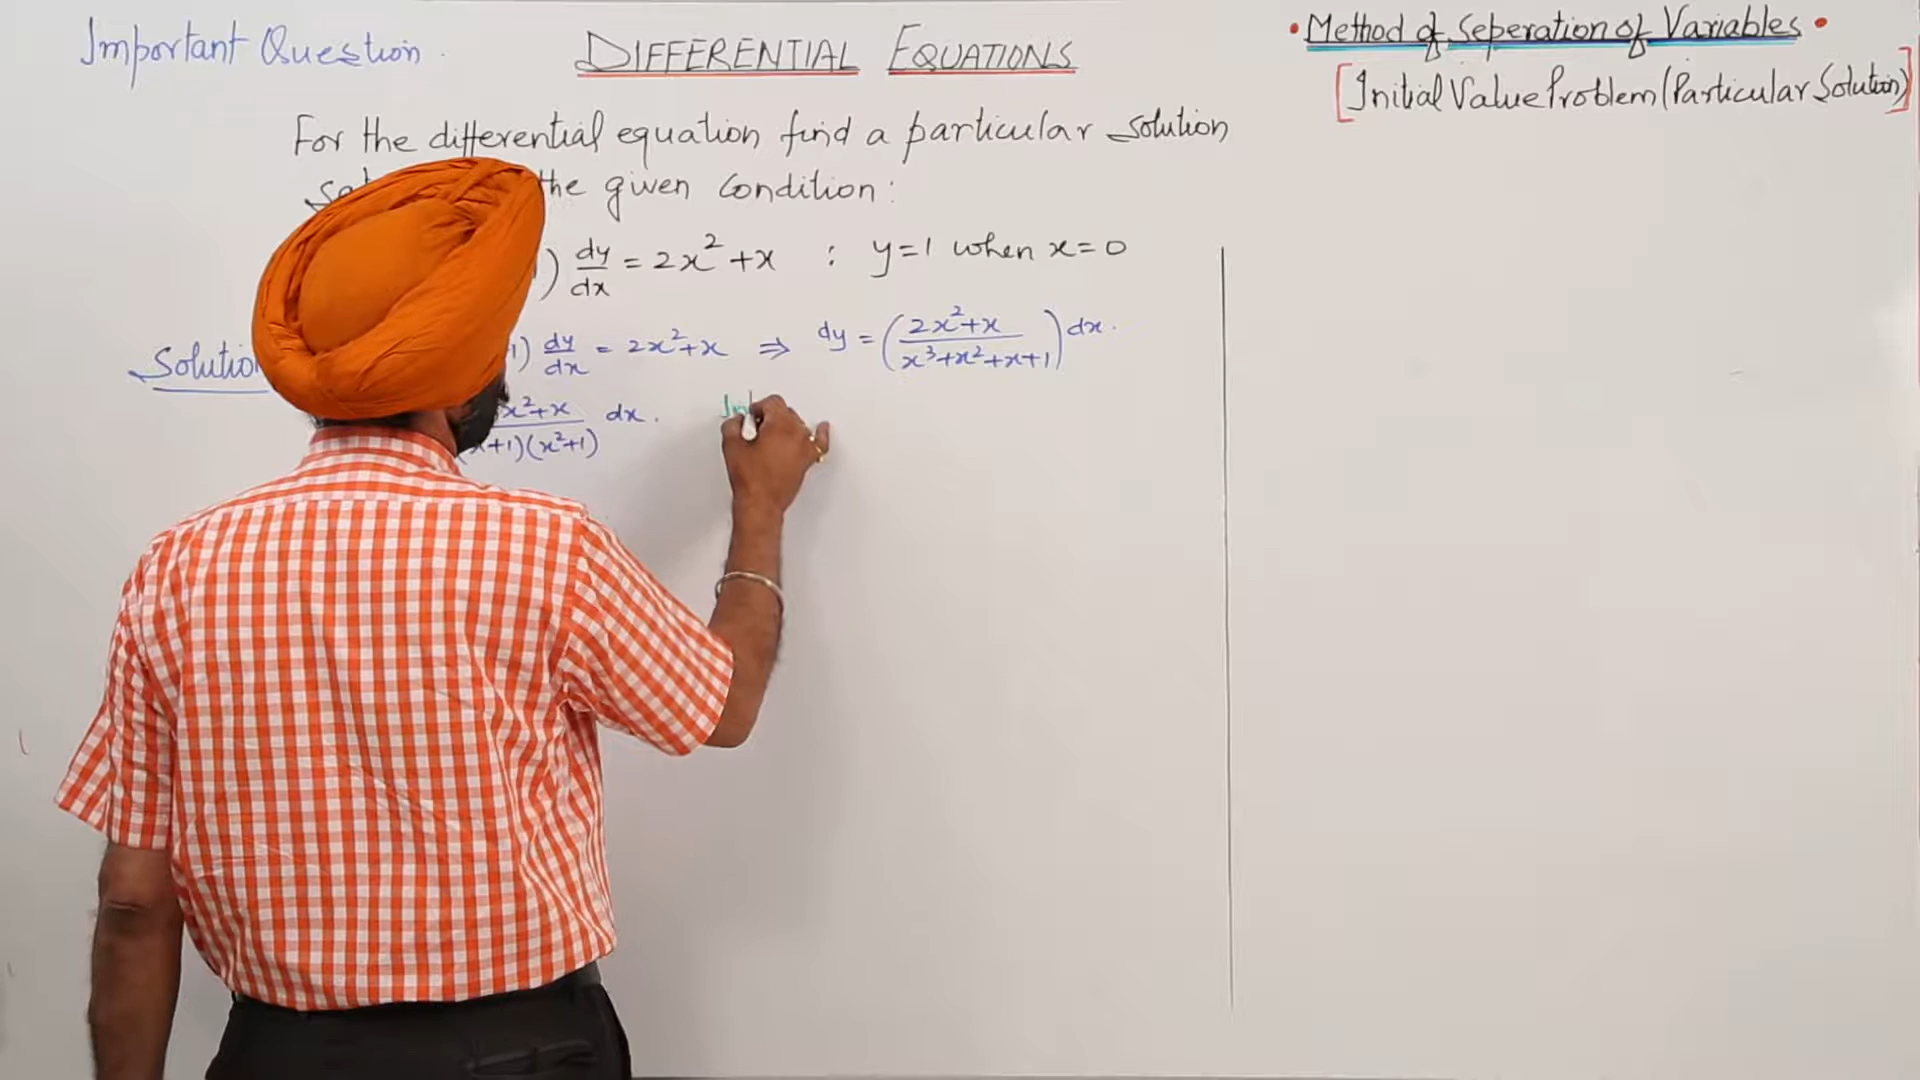 Important Question.
DIFFERENTIAL EQUATIONS
• Method of Seperation of Variables •
[Initial Value Problem (Particular Solution)]
For the differential equation find a particular solution
the given condition:
) dy/dx = 2x² + x : y = 1 when x = 0
Solution 1) dy/dx = 2x² + x ⇒ dy = ( (2x² + x)/(x³ + x² + x + 1) ) dx.
x² + x / +1)(x² + 1) dx.